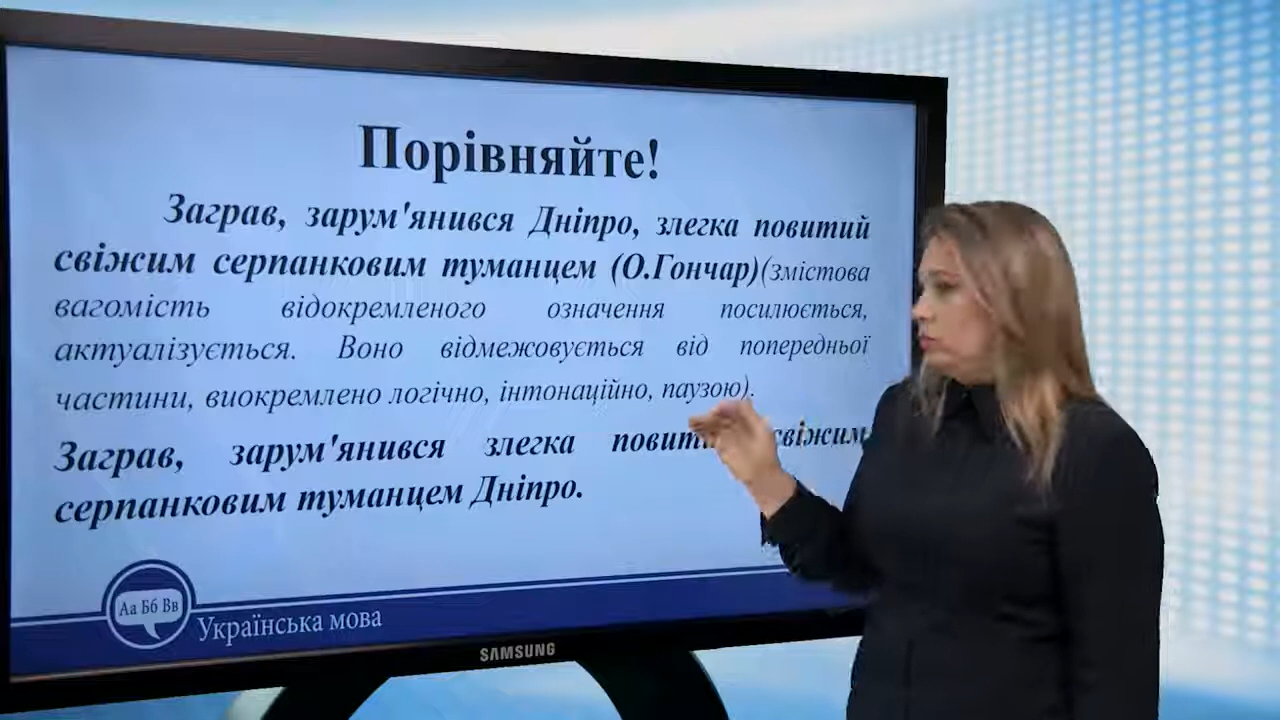 Порівняйте!
Заграв, зарум'янився Дніпро, злегка повитий
свіжим серпанковим туманцем (О.Гончар)(змістова
вагомість відокремленого означення посилюється,
актуалізується. Воно відмежовується від попередньої
частини, виокремлено логічно, інтонаційно, паузою).
Заграв, зарум'янився злегка свіжим
серпанковим туманцем Дніпро.
Аа Бб Вв
Українська мова
SAMSUNG